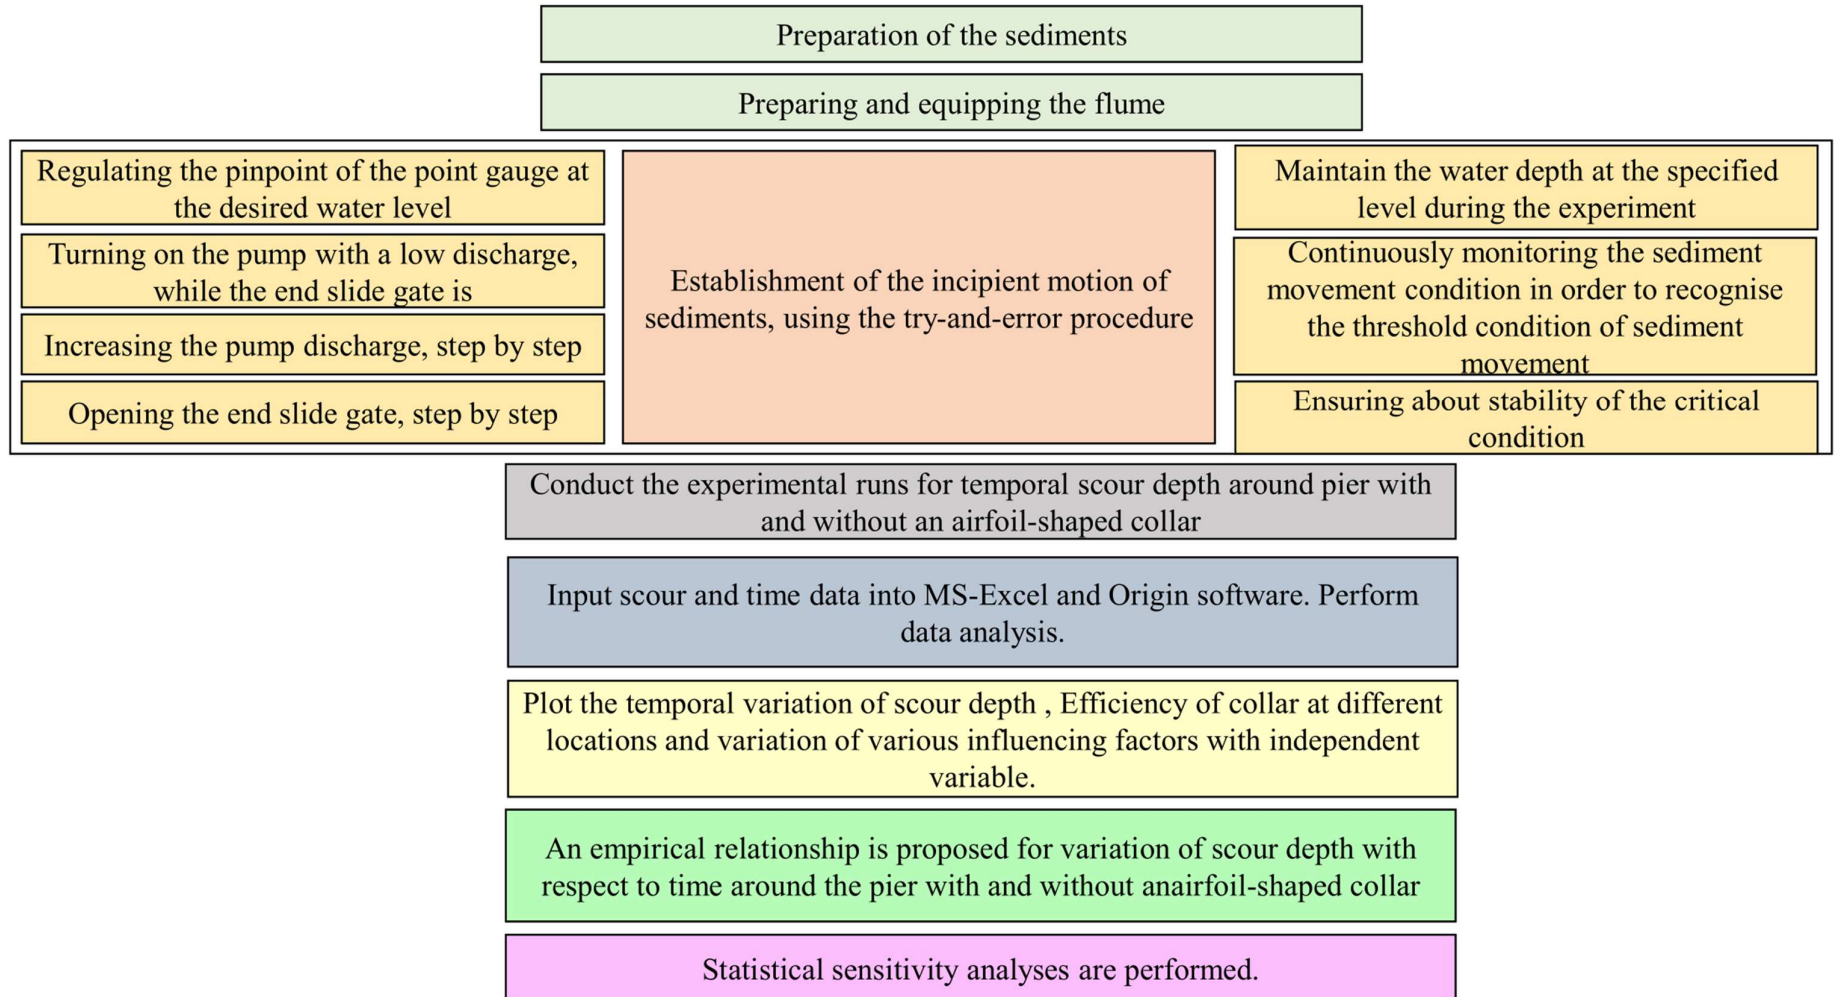 Preparation of the sediments
Preparing and equipping the flume
Regulating the pinpoint of the point gauge at
the desired water level
Turning on the pump with a low discharge,
while the end slide gate is
Increasing the pump discharge, step by step
Opening the end slide gate, step by step
Establishment of the incipient motion of
sediments, using the try-and-error procedure
Maintain the water depth at the specified
level during the experiment
Continuously monitoring the sediment
movement condition in order to recognise
the threshold condition of sediment
movement
Ensuring about stability of the critical
condition
Conduct the experimental runs for temporal scour depth around pier with
and without an airfoil-shaped collar
Input scour and time data into MS-Excel and Origin software. Perform
data analysis.
Plot the temporal variation of scour depth , Efficiency of collar at different
locations and variation of various influencing factors with independent
variable.
An empirical relationship is proposed for variation of scour depth with
respect to time around the pier with and without anairfoil-shaped collar
Statistical sensitivity analyses are performed.